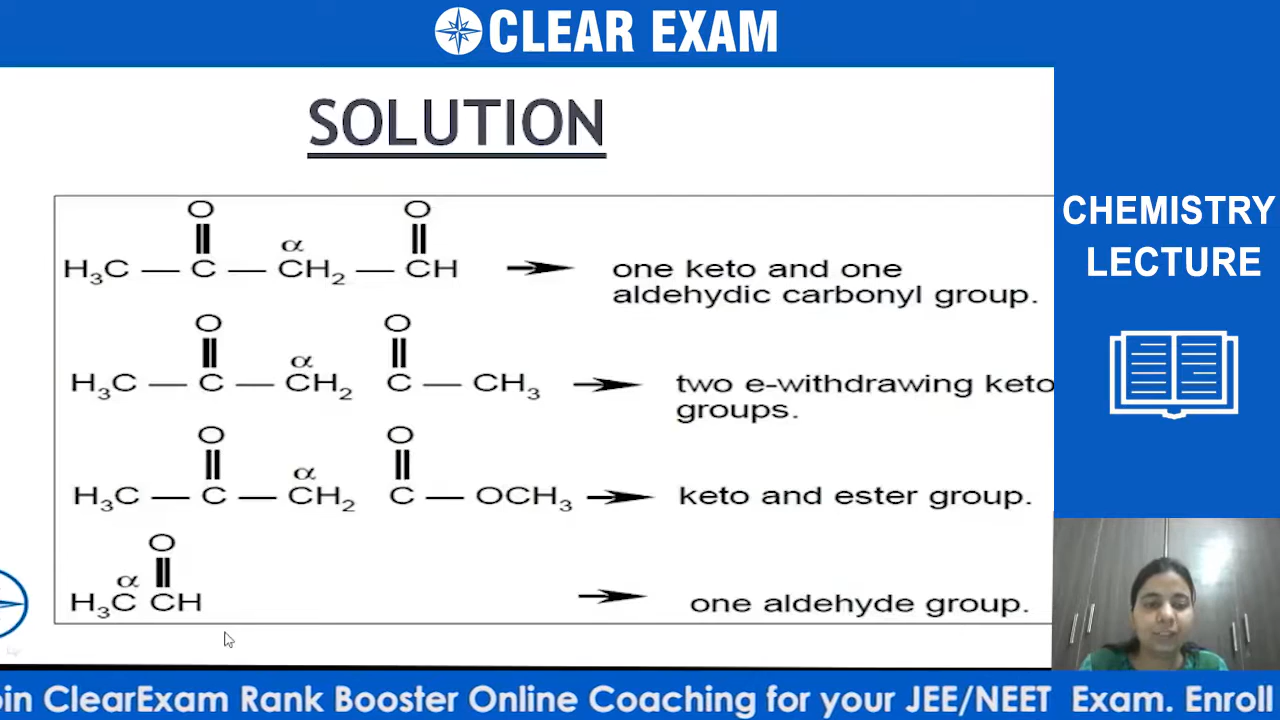 CLEAR EXAM
SOLUTION
CHEMISTRY
LECTURE
O O
α
H₃C — C — CH₂ — CH
one keto and one
aldehydic carbonyl group.
O O
α
H₃C — C — CH₂ C — CH₃
two e-withdrawing keto
groups.
O O
α
H₃C — C — CH₂ C — OCH₃
keto and ester group.
O
α
H₃C CH
one aldehyde group.
ClearExam Rank Booster Online Coaching for your JEE/NEET Exam. Enroll